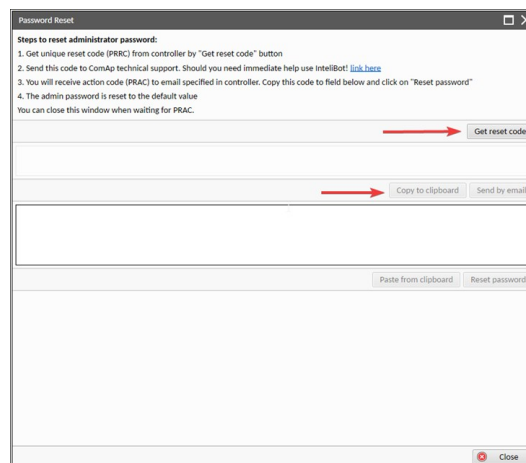 Password Reset
Steps to reset administrator password:
1. Get unique reset code (PRRC) from controller by "Get reset code" button
2. Send this code to ComAp technical support. Should you need immediate help use InteliBot! link here
3. You will receive action code (PRAC) to email specified in controller. Copy this code to field below and click on "Reset password"
4. The admin password is reset to the default value
You can close this window when waiting for PRAC.
Get reset code
Copy to clipboard Send by email
Paste from clipboard Reset password
Close